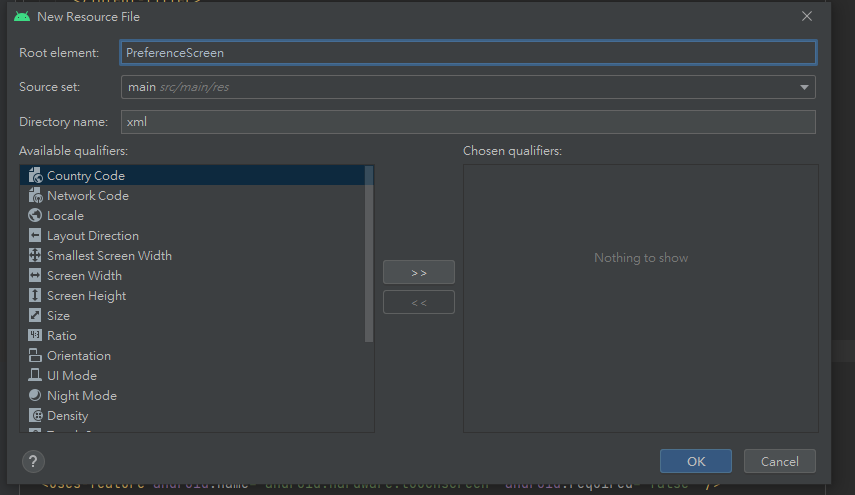 New Resource File
Root element: PreferenceScreen
Source set: main src/main/res
Directory name: xml
Available qualifiers: Chosen qualifiers:
Country Code
Network Code
Locale
Layout Direction
Smallest Screen Width
Screen Width
Screen Height
Size
4:3 Ratio
Orientation
UI Mode
Night Mode
Density
Nothing to show
>>
<<
?
OK
Cancel
<uses-feature android:name="android.hardware.touchscreen" android:required="false" />